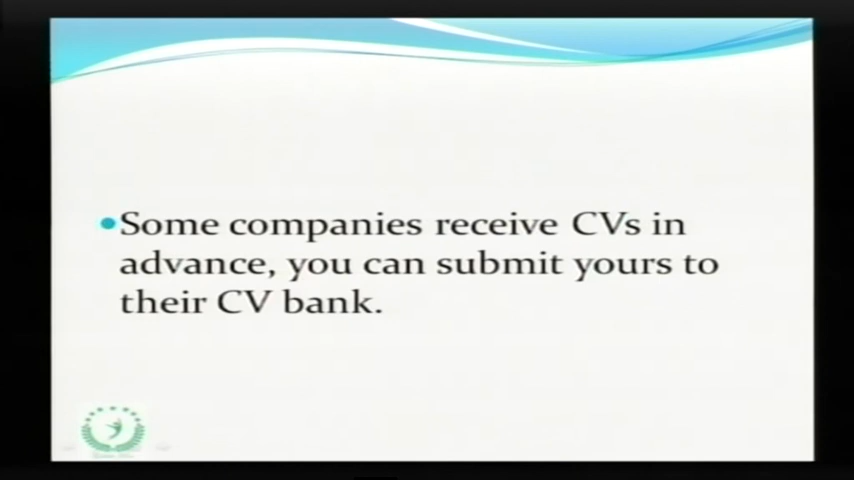 Some companies receive CVs in
advance, you can submit yours to
their CV bank.